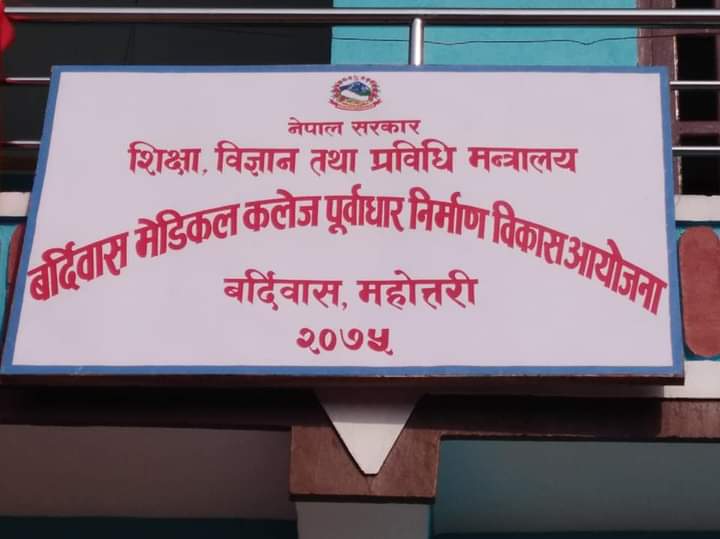 नेपाल सरकार
शिक्षा, विज्ञान तथा प्रविधि मन्त्रालय
बर्दिवास मेडिकल कलेज पूर्वाधार निर्माण विकास आयोजना
बर्दिवास, महोत्तरी
२०७५